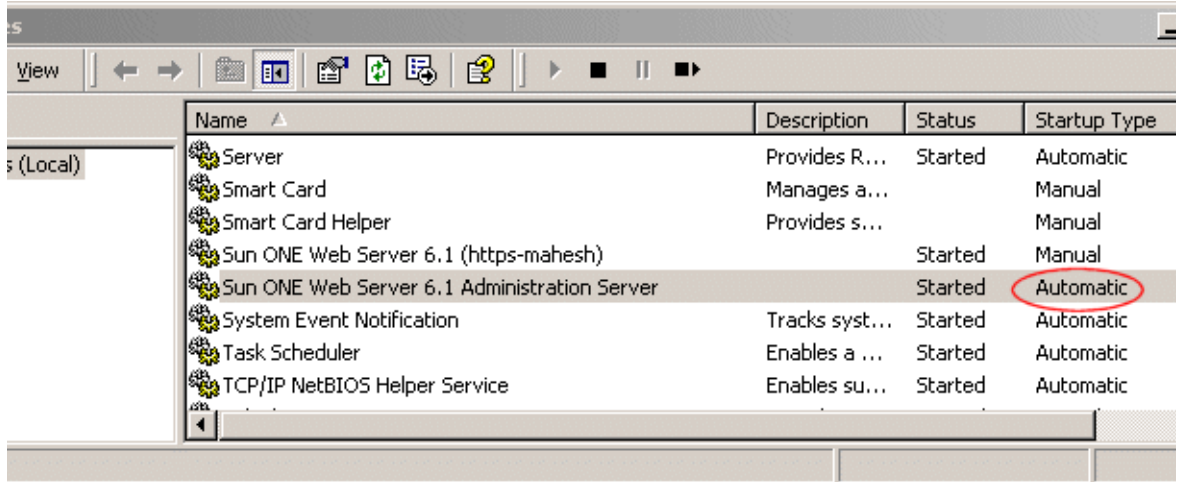 es
View
s (Local)
Name Description Status Startup Type
Server Provides R... Started Automatic
Smart Card Manages a... Manual
Smart Card Helper Provides s... Manual
Sun ONE Web Server 6.1 (https-mahesh) Started Manual
Sun ONE Web Server 6.1 Administration Server Started Automatic
System Event Notification Tracks syst... Started Automatic
Task Scheduler Enables a ... Started Automatic
TCP/IP NetBIOS Helper Service Enables su... Started Automatic